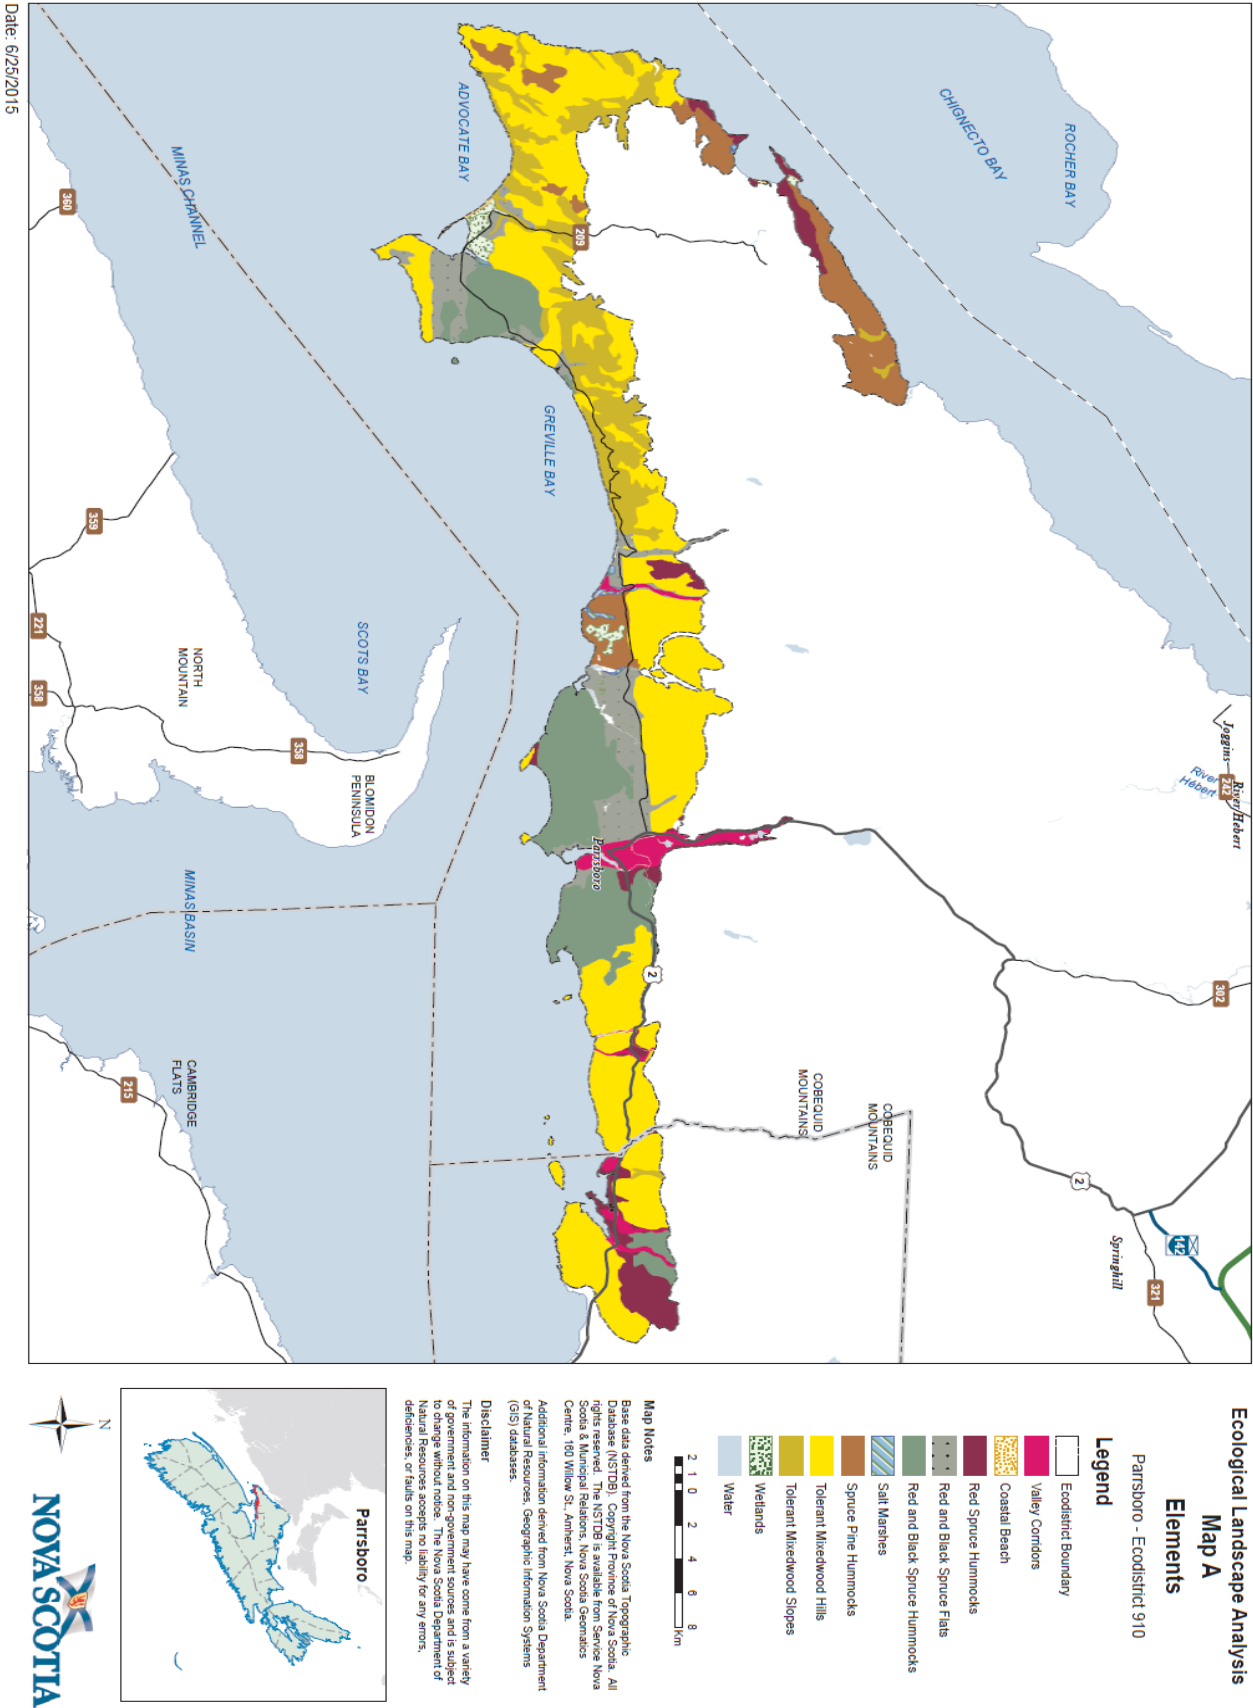 Ecological Landscape Analysis
Map A
Elements
Parrsboro - Ecodistrict 910
Legend
Ecodistrict Boundary
Valley Corridors
Coastal Beach
Red Spruce Hummocks
Red and Black Spruce Flats
Red and Black Spruce Hummocks
Salt Marshes
Spruce Pine Hummocks
Tolerant Mixedwood Hills
Tolerant Mixedwood Slopes
Wetlands
Water
2 1 0 2 4 6 8
Km
Map Notes
Base data derived from the Nova Scotia Topographic
Database (NSTDB). Copyright Province of Nova Scotia. All
rights reserved. The NSTDB is available from Service Nova
Scotia & Municipal Relations, Nova Scotia Geomatics
Centre, 160 Willow St., Amherst, Nova Scotia.
Additional information derived from Nova Scotia Department
of Natural Resources, Geographic Information Systems
(GIS) databases.
Disclaimer
The information on this map may have come from a variety
of government and non-government sources and is subject
to change without notice. The Nova Scotia Department of
Natural Resources accepts no liability for any errors,
deficiencies, or faults on this map.
Parrsboro
N
NOVA SCOTIA
ROCHER BAY
CHIGNECTO BAY
ADVOCATE BAY
MINAS CHANNEL
GREVILLE BAY
SCOTS BAY
NORTH
MOUNTAIN
BLOMIDON
PENINSULA
MINAS BASIN
CAMBRIDGE
FLATS
COBEQUID
MOUNTAINS
COBEQUID
MOUNTAINS
Joggins
River Hebert
River
Hébert
Parrsboro
Springhill
209
360
359
221
358
358
215
242
302
2
2
142
321
Date: 6/25/2015